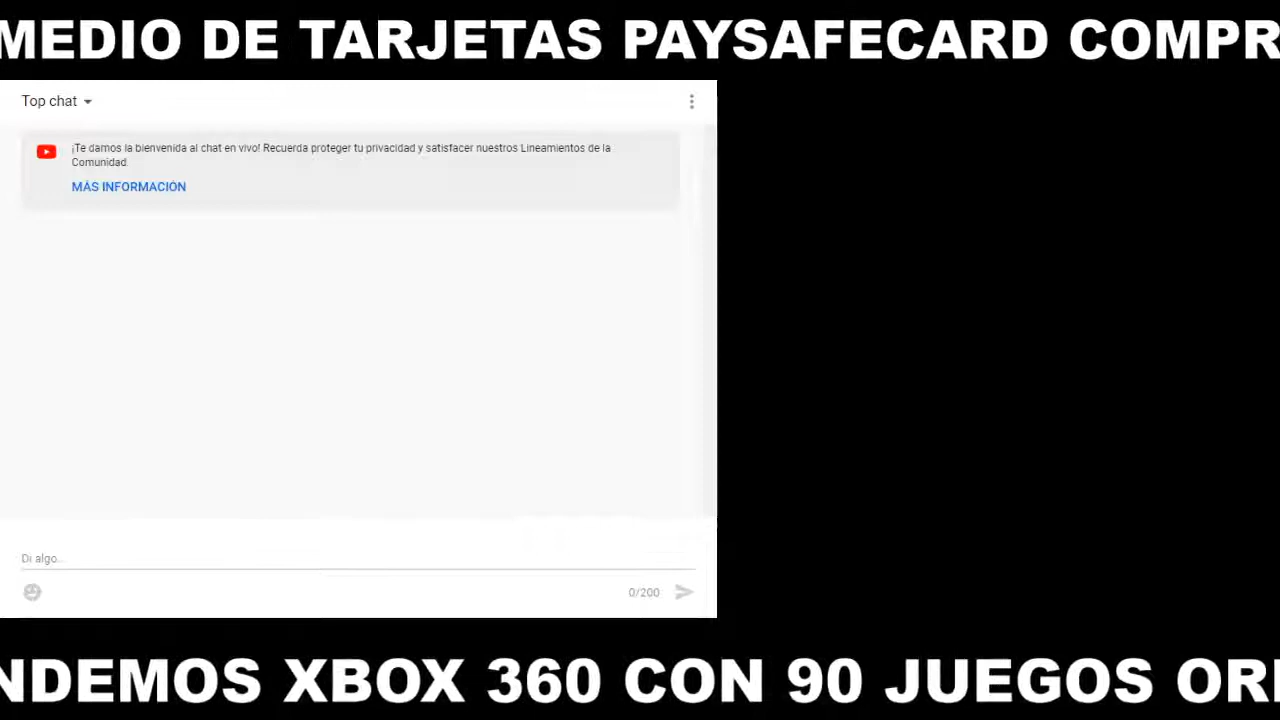 MEDIO DE TARJETAS PAYSAFECARD COMPR
Top chat
¡Te damos la bienvenida al chat en vivo! Recuerda proteger tu privacidad y satisfacer nuestros Lineamientos de la
Comunidad.
MÁS INFORMACIÓN
Di algo...
0/200
NDEMOS XBOX 360 CON 90 JUEGOS ORI